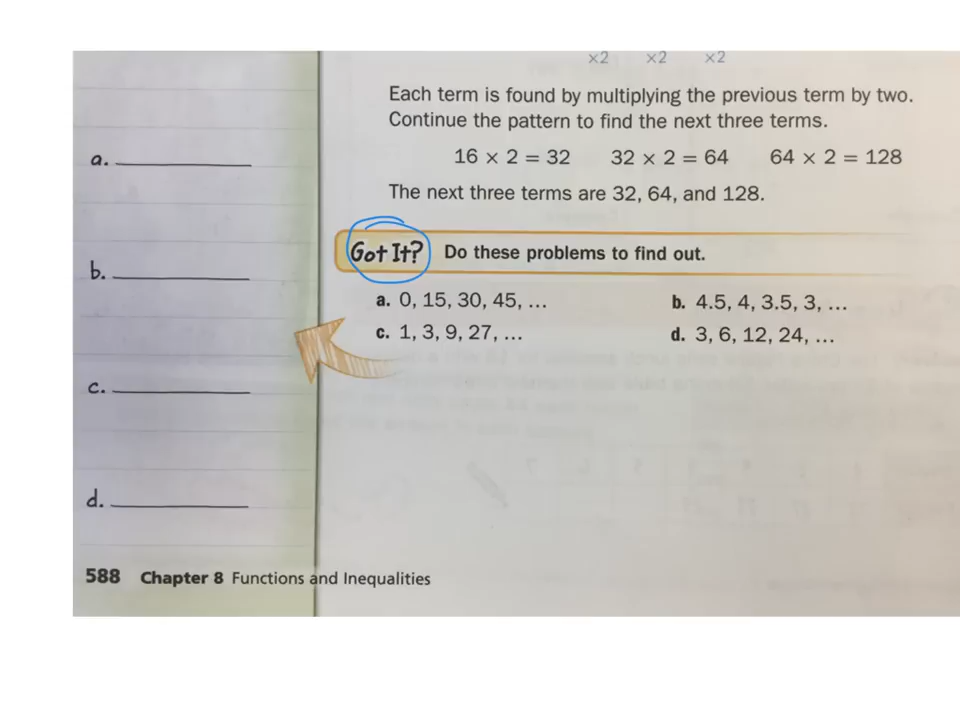 ×2 ×2 ×2
Each term is found by multiplying the previous term by two.
Continue the pattern to find the next three terms.
16 × 2 = 32 32 × 2 = 64 64 × 2 = 128
The next three terms are 32, 64, and 128.
Got It? Do these problems to find out.
a. 0, 15, 30, 45, ... b. 4.5, 4, 3.5, 3, ...
c. 1, 3, 9, 27, ... d. 3, 6, 12, 24, ...
a.
b.
c.
d.
588 Chapter 8 Functions and Inequalities